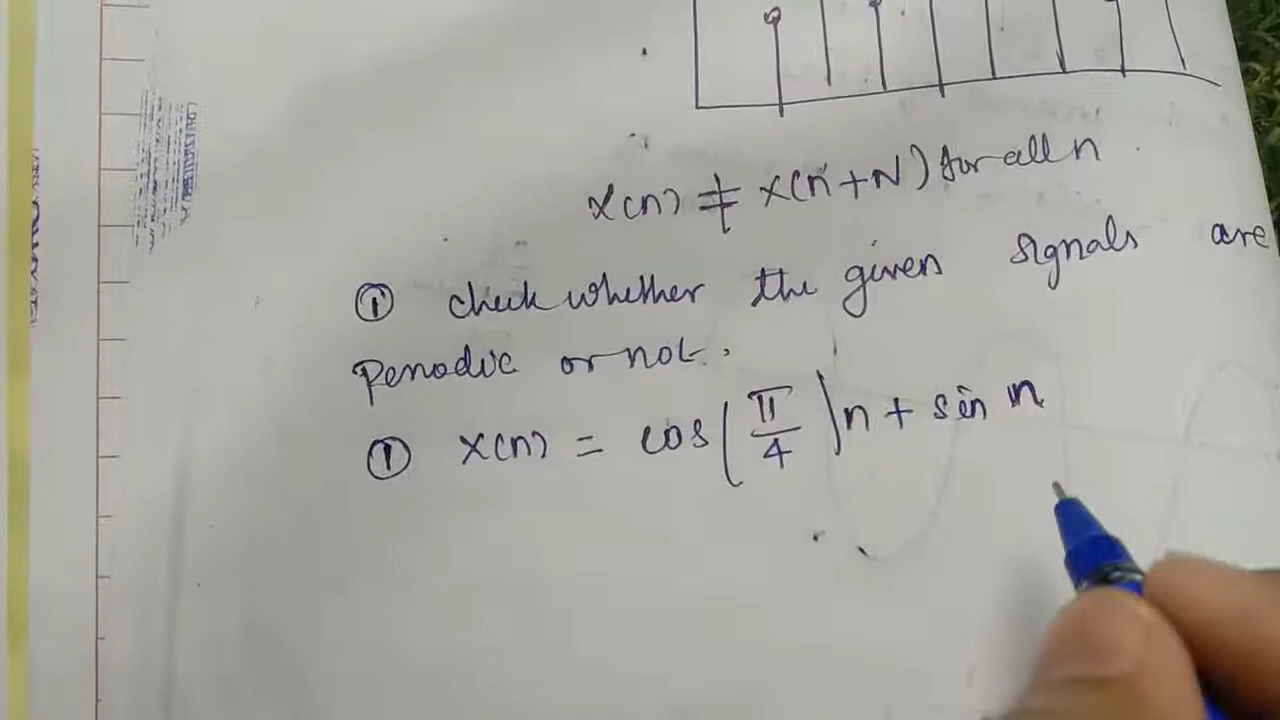 x(n) ≠ x(n+N) for all n
① check whether the given signals are
Periodic or not.
① x(n) = cos(π/4)n + sin n